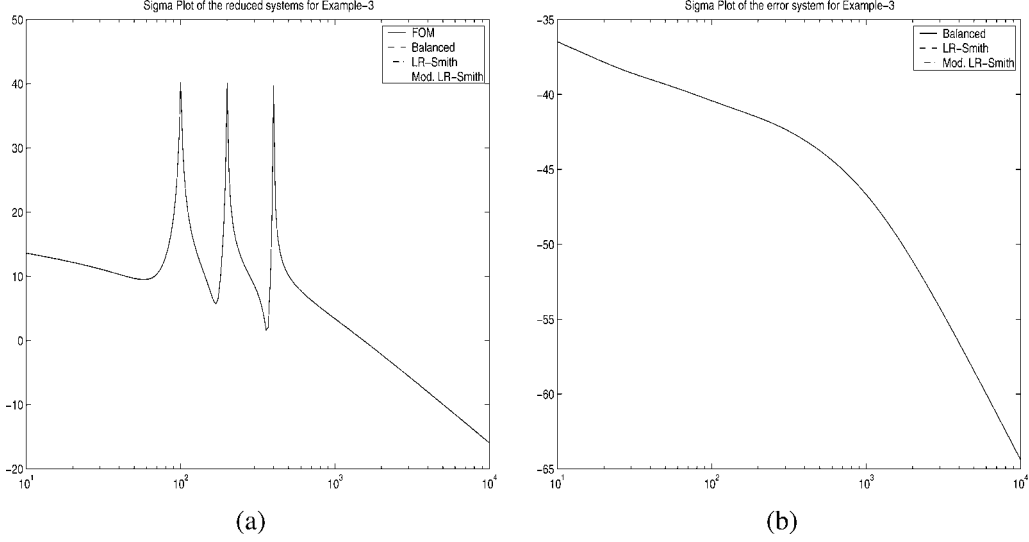 Sigma Plot of the reduced systems for Example-3
50
40
30
20
10
0
-10
-20
FOM
Balanced
LR-Smith
Mod. LR-Smith
10^1
10^2
10^3
10^4
(a)
Sigma Plot of the error system for Example-3
-35
-40
-45
-50
-55
-60
-65
Balanced
LR-Smith
Mod. LR-Smith
10^1
10^2
10^3
10^4
(b)